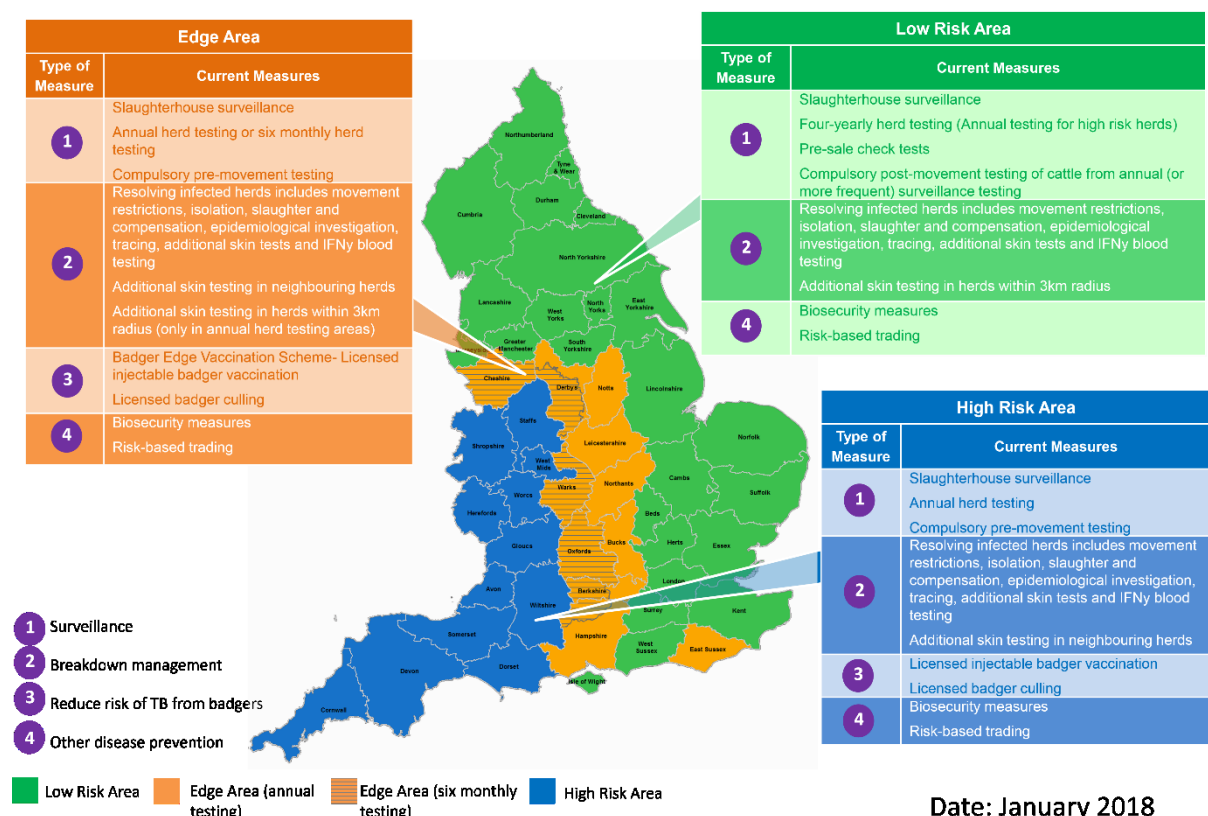 Edge Area
Type of
Measure
Current Measures
1
Slaughterhouse surveillance
Annual herd testing or six monthly herd
testing
Compulsory pre-movement testing
2
Resolving infected herds includes movement
restrictions, isolation, slaughter and
compensation, epidemiological investigation,
tracing, additional skin tests and IFNy blood
testing
Additional skin testing in neighbouring herds
Additional skin testing in herds within 3km
radius (only in annual herd testing areas)
3
Badger Edge Vaccination Scheme- Licensed
injectable badger vaccination
Licensed badger culling
4
Biosecurity measures
Risk-based trading
Low Risk Area
Type of
Measure
Current Measures
1
Slaughterhouse surveillance
Four-yearly herd testing (Annual testing for high risk herds)
Pre-sale check tests
Compulsory post-movement testing of cattle from annual (or
more frequent) surveillance testing
2
Resolving infected herds includes movement restrictions,
isolation, slaughter and compensation, epidemiological
investigation, tracing, additional skin tests and IFNy blood
testing
Additional skin testing in herds within 3km radius
4
Biosecurity measures
Risk-based trading
High Risk Area
Type of
Measure
Current Measures
1
Slaughterhouse surveillance
Annual herd testing
Compulsory pre-movement testing
2
Resolving infected herds includes movement
restrictions, isolation, slaughter and
compensation, epidemiological investigation,
tracing, additional skin tests and IFNy blood
testing
Additional skin testing in neighbouring herds
3
Licensed injectable badger vaccination
Licensed badger culling
4
Biosecurity measures
Risk-based trading
Northumberland
Tyne
& Wear
Durham
Cumbria
Cleveland
North Yorkshire
Lancashire
West
Yorks
North
Yorks
East
Yorkshire
Greater
Manchester
South
Yorkshire
Cheshire
Derbys
Notts
Lincolnshire
Staffs
Shropshire
Leicestershire
Norfolk
West
Mids
Warks
Northants
Cambs
Suffolk
Worcs
Herefords
Beds
Gloucs
Oxfords
Bucks
Herts
Essex
London
Avon
Wiltshire
Berkshire
Surrey
Kent
Somerset
Hampshire
West
Sussex
East Sussex
Devon
Dorset
Isle of Wight
Cornwall
1 Surveillance
2 Breakdown management
3 Reduce risk of TB from badgers
4 Other disease prevention
Low Risk Area
Edge Area (annual
testing)
Edge Area (six monthly
testing)
High Risk Area
Date: January 2018